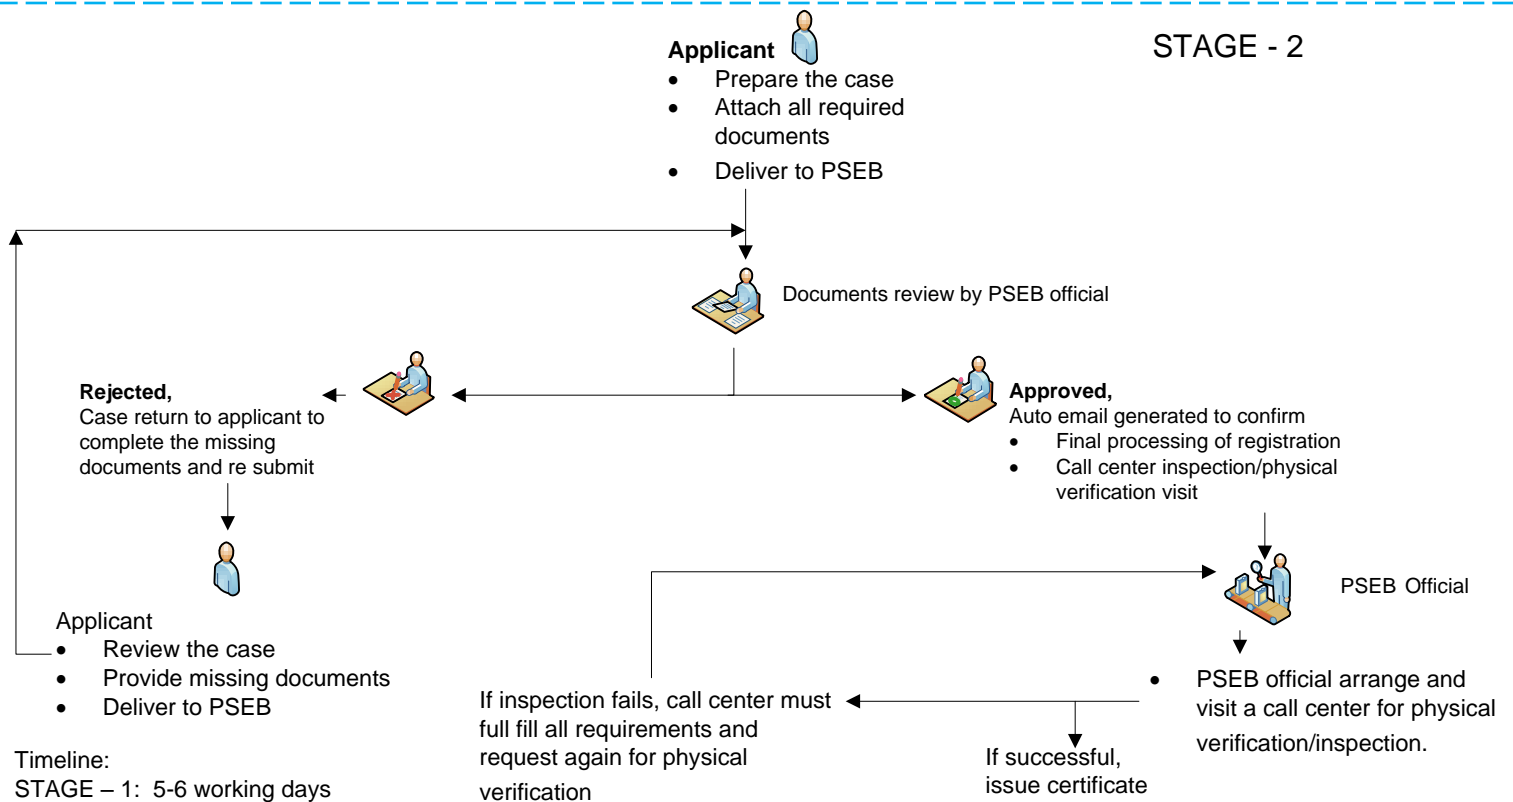 STAGE - 2
Applicant
• Prepare the case
• Attach all required
documents
• Deliver to PSEB
Documents review by PSEB official
Rejected,
Case return to applicant to
complete the missing
documents and re submit
Approved,
Auto email generated to confirm
• Final processing of registration
• Call center inspection/physical
verification visit
PSEB Official
Applicant
• Review the case
• Provide missing documents
• Deliver to PSEB
• PSEB official arrange and
visit a call center for physical
verification/inspection.
If inspection fails, call center must
full fill all requirements and
request again for physical
verification
If successful,
issue certificate
Timeline:
STAGE – 1: 5-6 working days